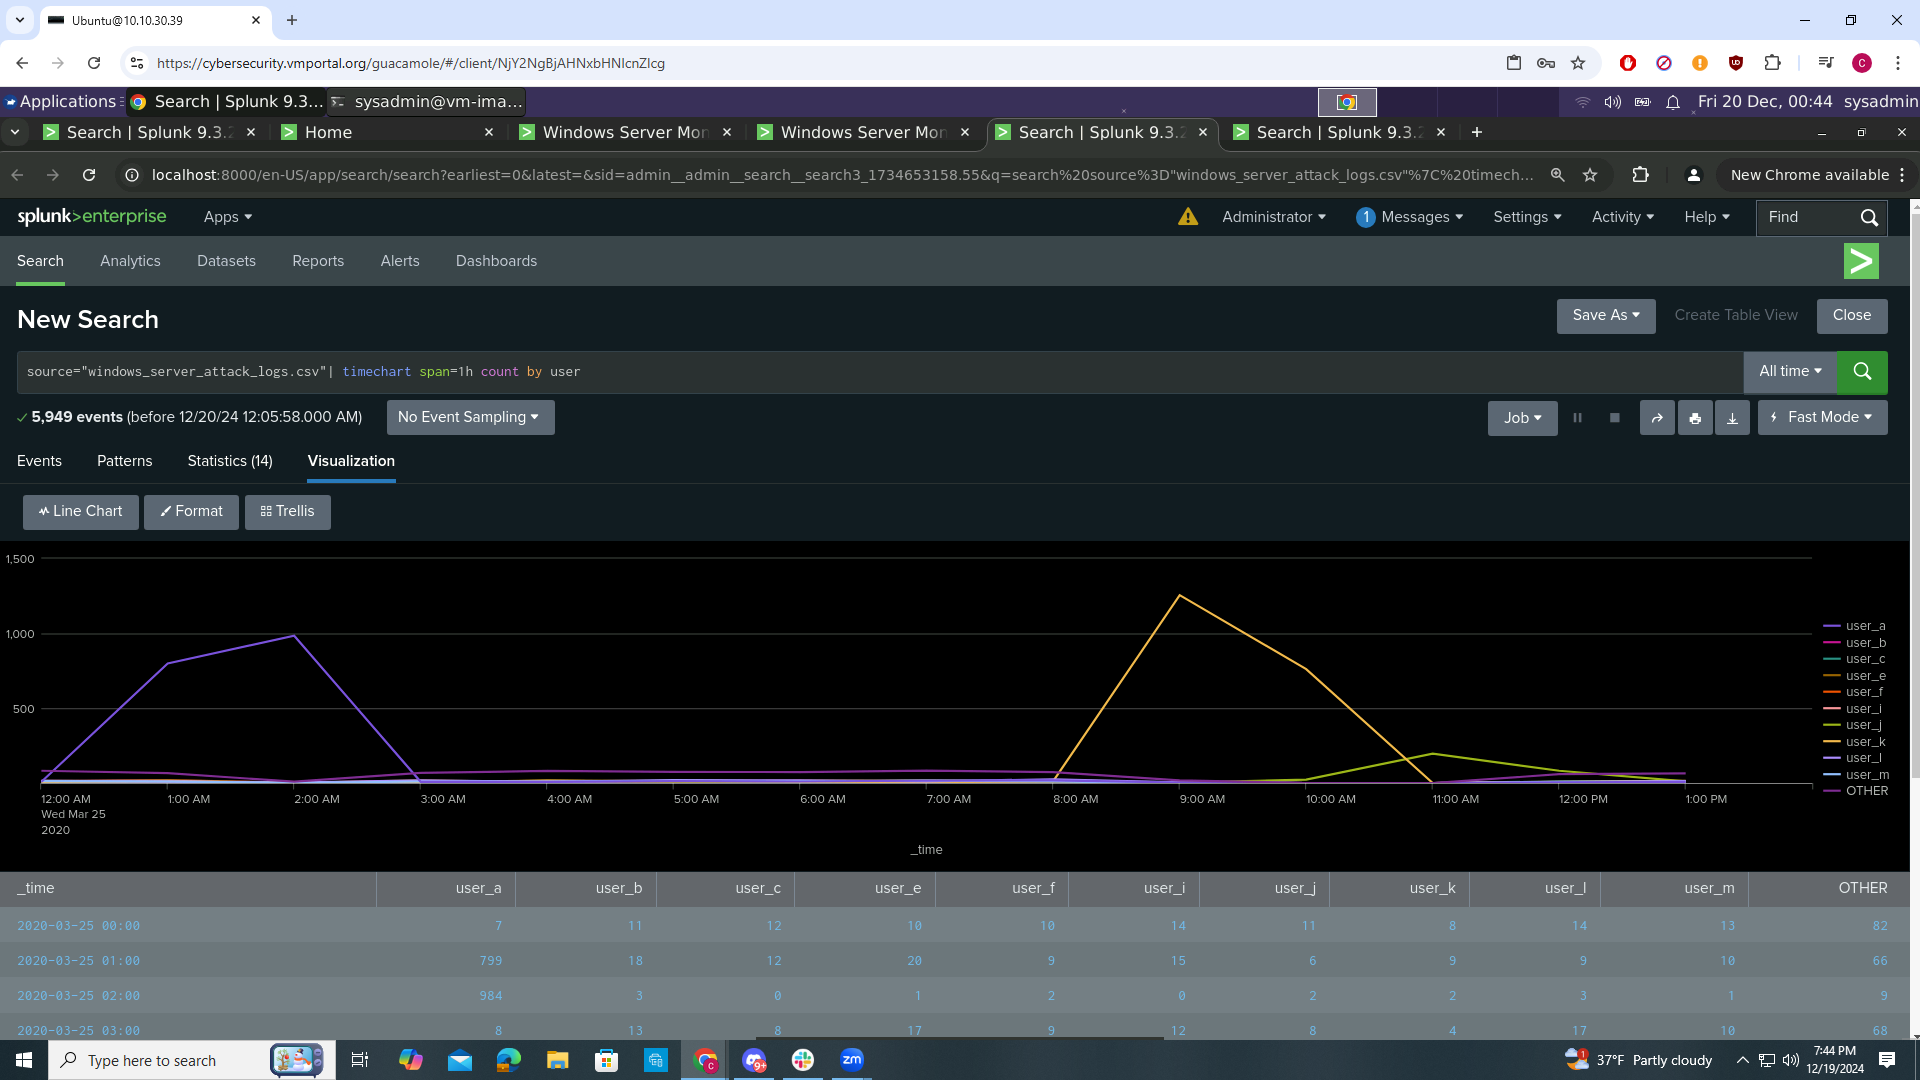 Ubuntu@10.10.30.39
https://cybersecurity.vmportal.org/guacamole/#/client/NjY2NgBjAHNxbHNlcnZlcg
Applications Search | Splunk 9.3... sysadmin@vm-ima... Fri 20 Dec, 00:44 sysadmin
Search | Splunk 9.3.2 Home Windows Server Mon Windows Server Mon Search | Splunk 9.3.2 Search | Splunk 9.3.2
localhost:8000/en-US/app/search/search?earliest=0&latest=&sid=admin__admin__search__search3_1734653158.55&q=search%20source%3D"windows_server_attack_logs.csv"%7C%20timech... New Chrome available
splunk>enterprise Apps Administrator 1 Messages Settings Activity Help Find
Search Analytics Datasets Reports Alerts Dashboards
New Search Save As Create Table View Close
source="windows_server_attack_logs.csv"| timechart span=1h count by user All time
5,949 events (before 12/20/24 12:05:58.000 AM) No Event Sampling Job Fast Mode
Events Patterns Statistics (14) Visualization
Line Chart Format Trellis
1,500
1,000
500
user_a
user_b
user_c
user_e
user_f
user_i
user_j
user_k
user_l
user_m
OTHER
12:00 AM 1:00 AM 2:00 AM 3:00 AM 4:00 AM 5:00 AM 6:00 AM 7:00 AM 8:00 AM 9:00 AM 10:00 AM 11:00 AM 12:00 PM 1:00 PM
Wed Mar 25
2020
_time
_time user_a user_b user_c user_e user_f user_i user_j user_k user_l user_m OTHER
2020-03-25 00:00 7 11 12 10 10 14 11 8 14 13 82
2020-03-25 01:00 799 18 12 20 9 15 6 9 9 10 66
2020-03-25 02:00 984 3 0 1 2 0 2 2 3 1 9
2020-03-25 03:00 8 13 8 17 9 12 8 4 17 10 68
Type here to search 9+ zm 1 37°F Partly cloudy 7:44 PM
12/19/2024